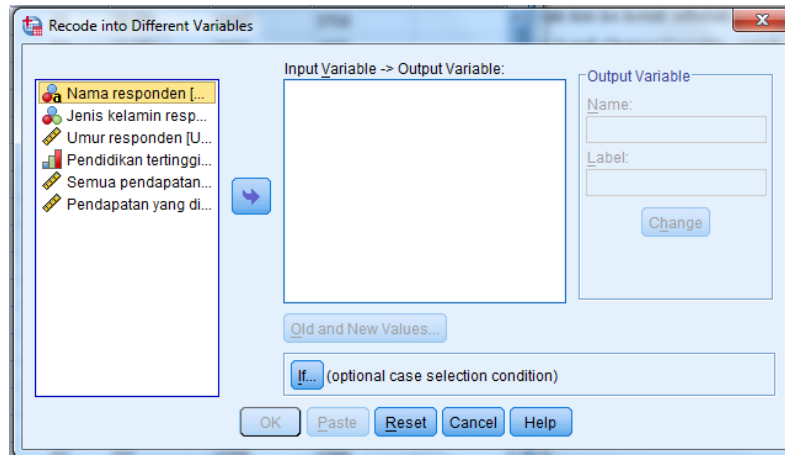 Recode into Different Variables
Nama responden [...
Jenis kelamin resp...
Umur responden [U...
Pendidikan tertinggi...
Semua pendapatan...
Pendapatan yang di...
Input Variable -> Output Variable:
Output Variable
Name:
Label:
Change
Old and New Values...
If... (optional case selection condition)
OK
Paste
Reset
Cancel
Help